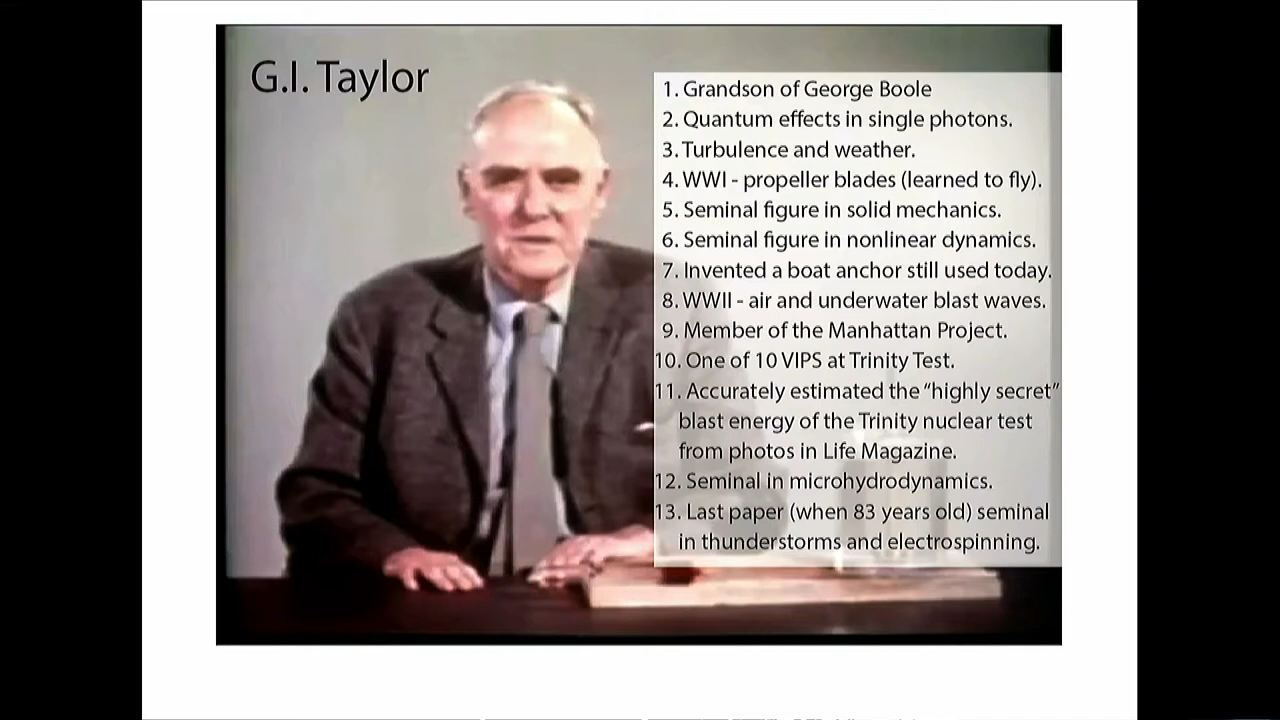 G.I. Taylor
1. Grandson of George Boole
2. Quantum effects in single photons.
3. Turbulence and weather.
4. WWI - propeller blades (learned to fly).
5. Seminal figure in solid mechanics.
6. Seminal figure in nonlinear dynamics.
7. Invented a boat anchor still used today.
8. WWII - air and underwater blast waves.
9. Member of the Manhattan Project.
10. One of 10 VIPS at Trinity Test.
11. Accurately estimated the “highly secret”
blast energy of the Trinity nuclear test
from photos in Life Magazine.
12. Seminal in microhydrodynamics.
13. Last paper (when 83 years old) seminal
in thunderstorms and electrospinning.